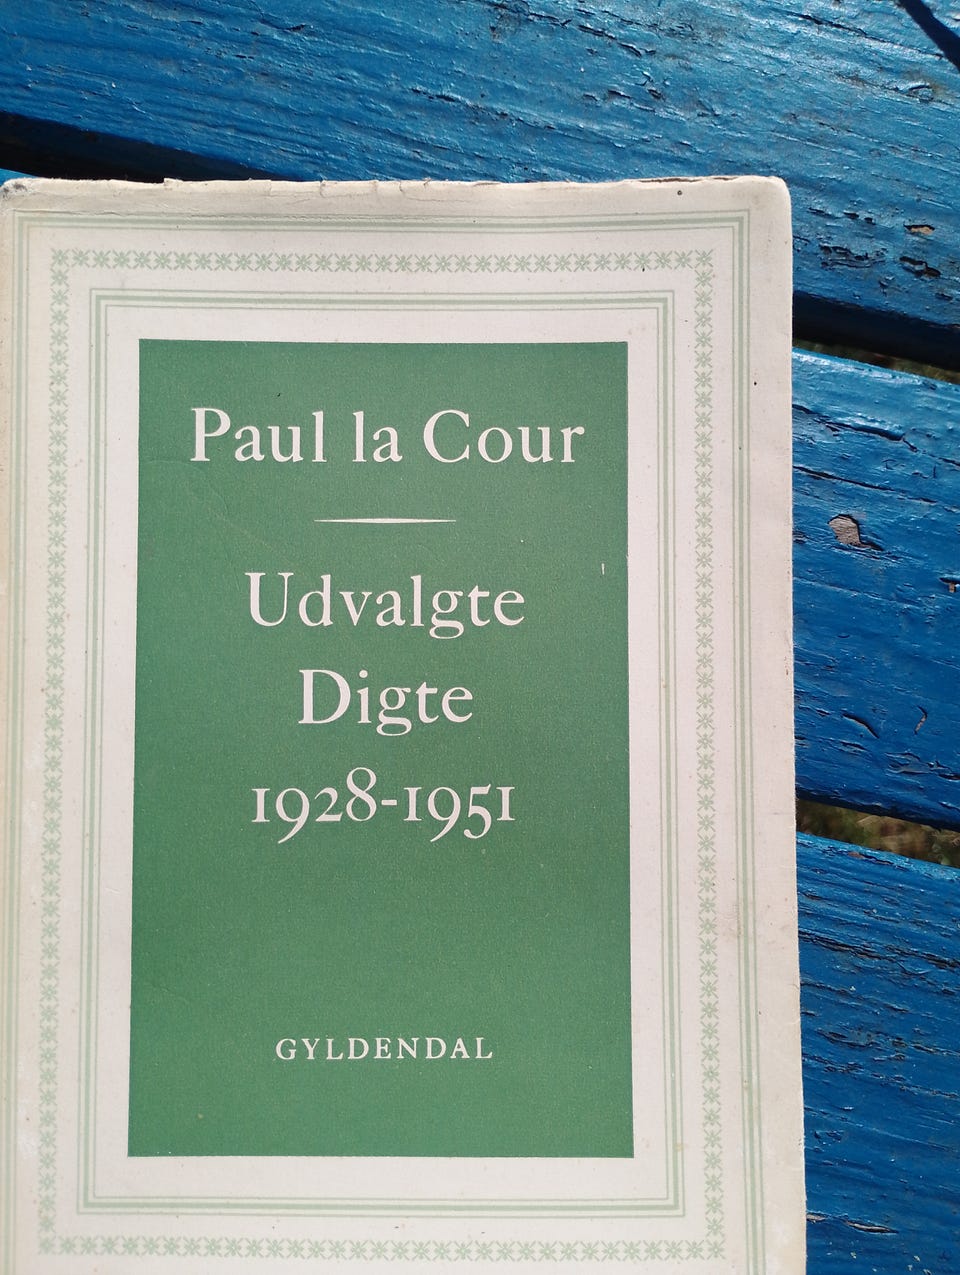 Paul la Cour
Udvalgte
Digte
1928-1951
GYLDENDAL